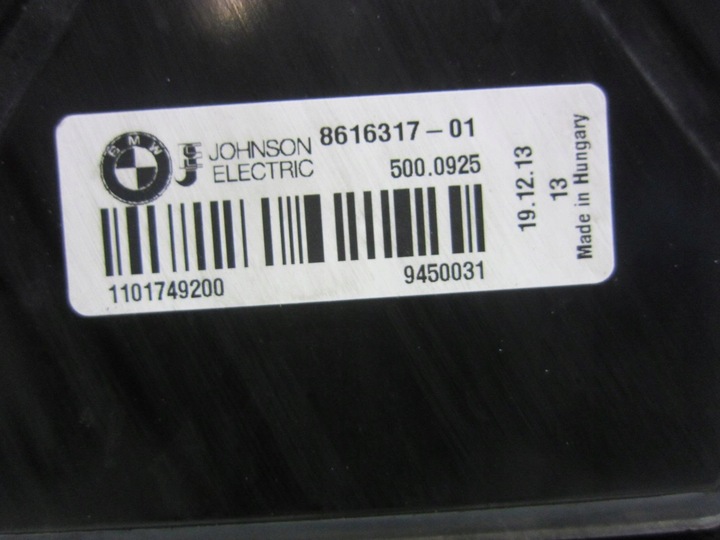 BMW
JOHNSON ELECTRIC
8616317-01
500.0925
1101749200
9450031
19.12.13
13
Made in Hungary